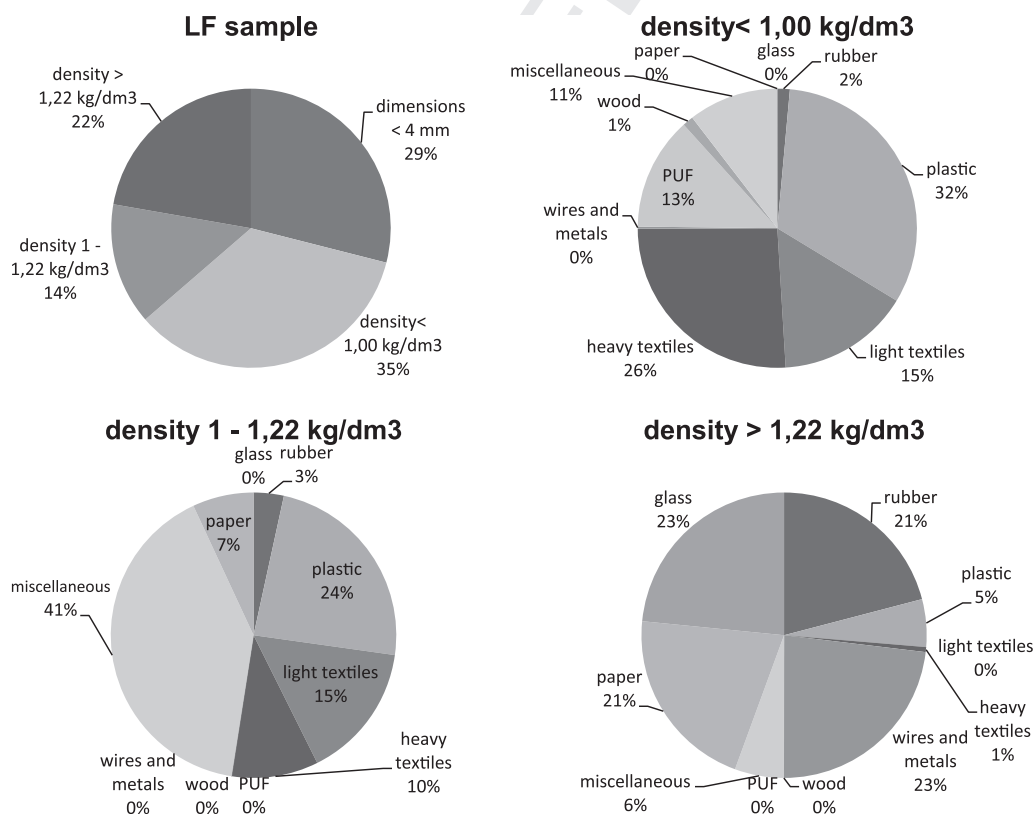 LF sample
density >
1,22 kg/dm3
22%
dimensions
< 4 mm
29%
density 1 -
1,22 kg/dm3
14%
density<
1,00 kg/dm3
35%
density< 1,00 kg/dm3
paper
0%
glass
0%
rubber
2%
miscellaneous
11%
wood
1%
plastic
32%
PUF
13%
wires and
metals
0%
heavy textiles
26%
light textiles
15%
density 1 - 1,22 kg/dm3
glass
0%
rubber
3%
paper
7%
plastic
24%
miscellaneous
41%
light textiles
15%
heavy
textiles
10%
wires and
metals
0%
wood
0%
PUF
0%
density > 1,22 kg/dm3
glass
23%
rubber
21%
plastic
5%
light textiles
0%
heavy
textiles
1%
paper
21%
wires and
metals
23%
miscellaneous
6%
PUF
0%
wood
0%